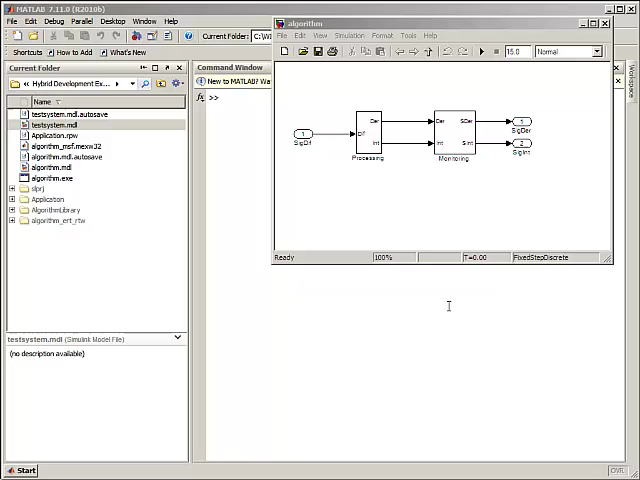 MATLAB 7.11.0 (R2010b)
File Edit Debug Parallel Desktop Window Help
Current Folder: C:\W
Shortcuts How to Add What's New
Current Folder
Hybrid Development Ex...
Name
testsystem.mdl.autosave
testsystem.mdl
Application.rpw
algorithm_msf.mexw32
algorithm.mdl.autosave
algorithm.mdl
algorithm.exe
slprj
Application
AlgorithmLibrary
algorithm_ert_rtw
testsystem.mdl (Simulink Model File)
(no description available)
Start
Command Window
New to MATLAB? Wa
fx >>
algorithm
File Edit View Simulation Format Tools Help
15.0 Normal
1
SigDif
Dif
Der
Int
Processing
Der
Int
SDer
SInt
Monitoring
1
SigDer
2
SigInt
Ready 100% T=0.00 FixedStepDiscrete
Workspace
OVR